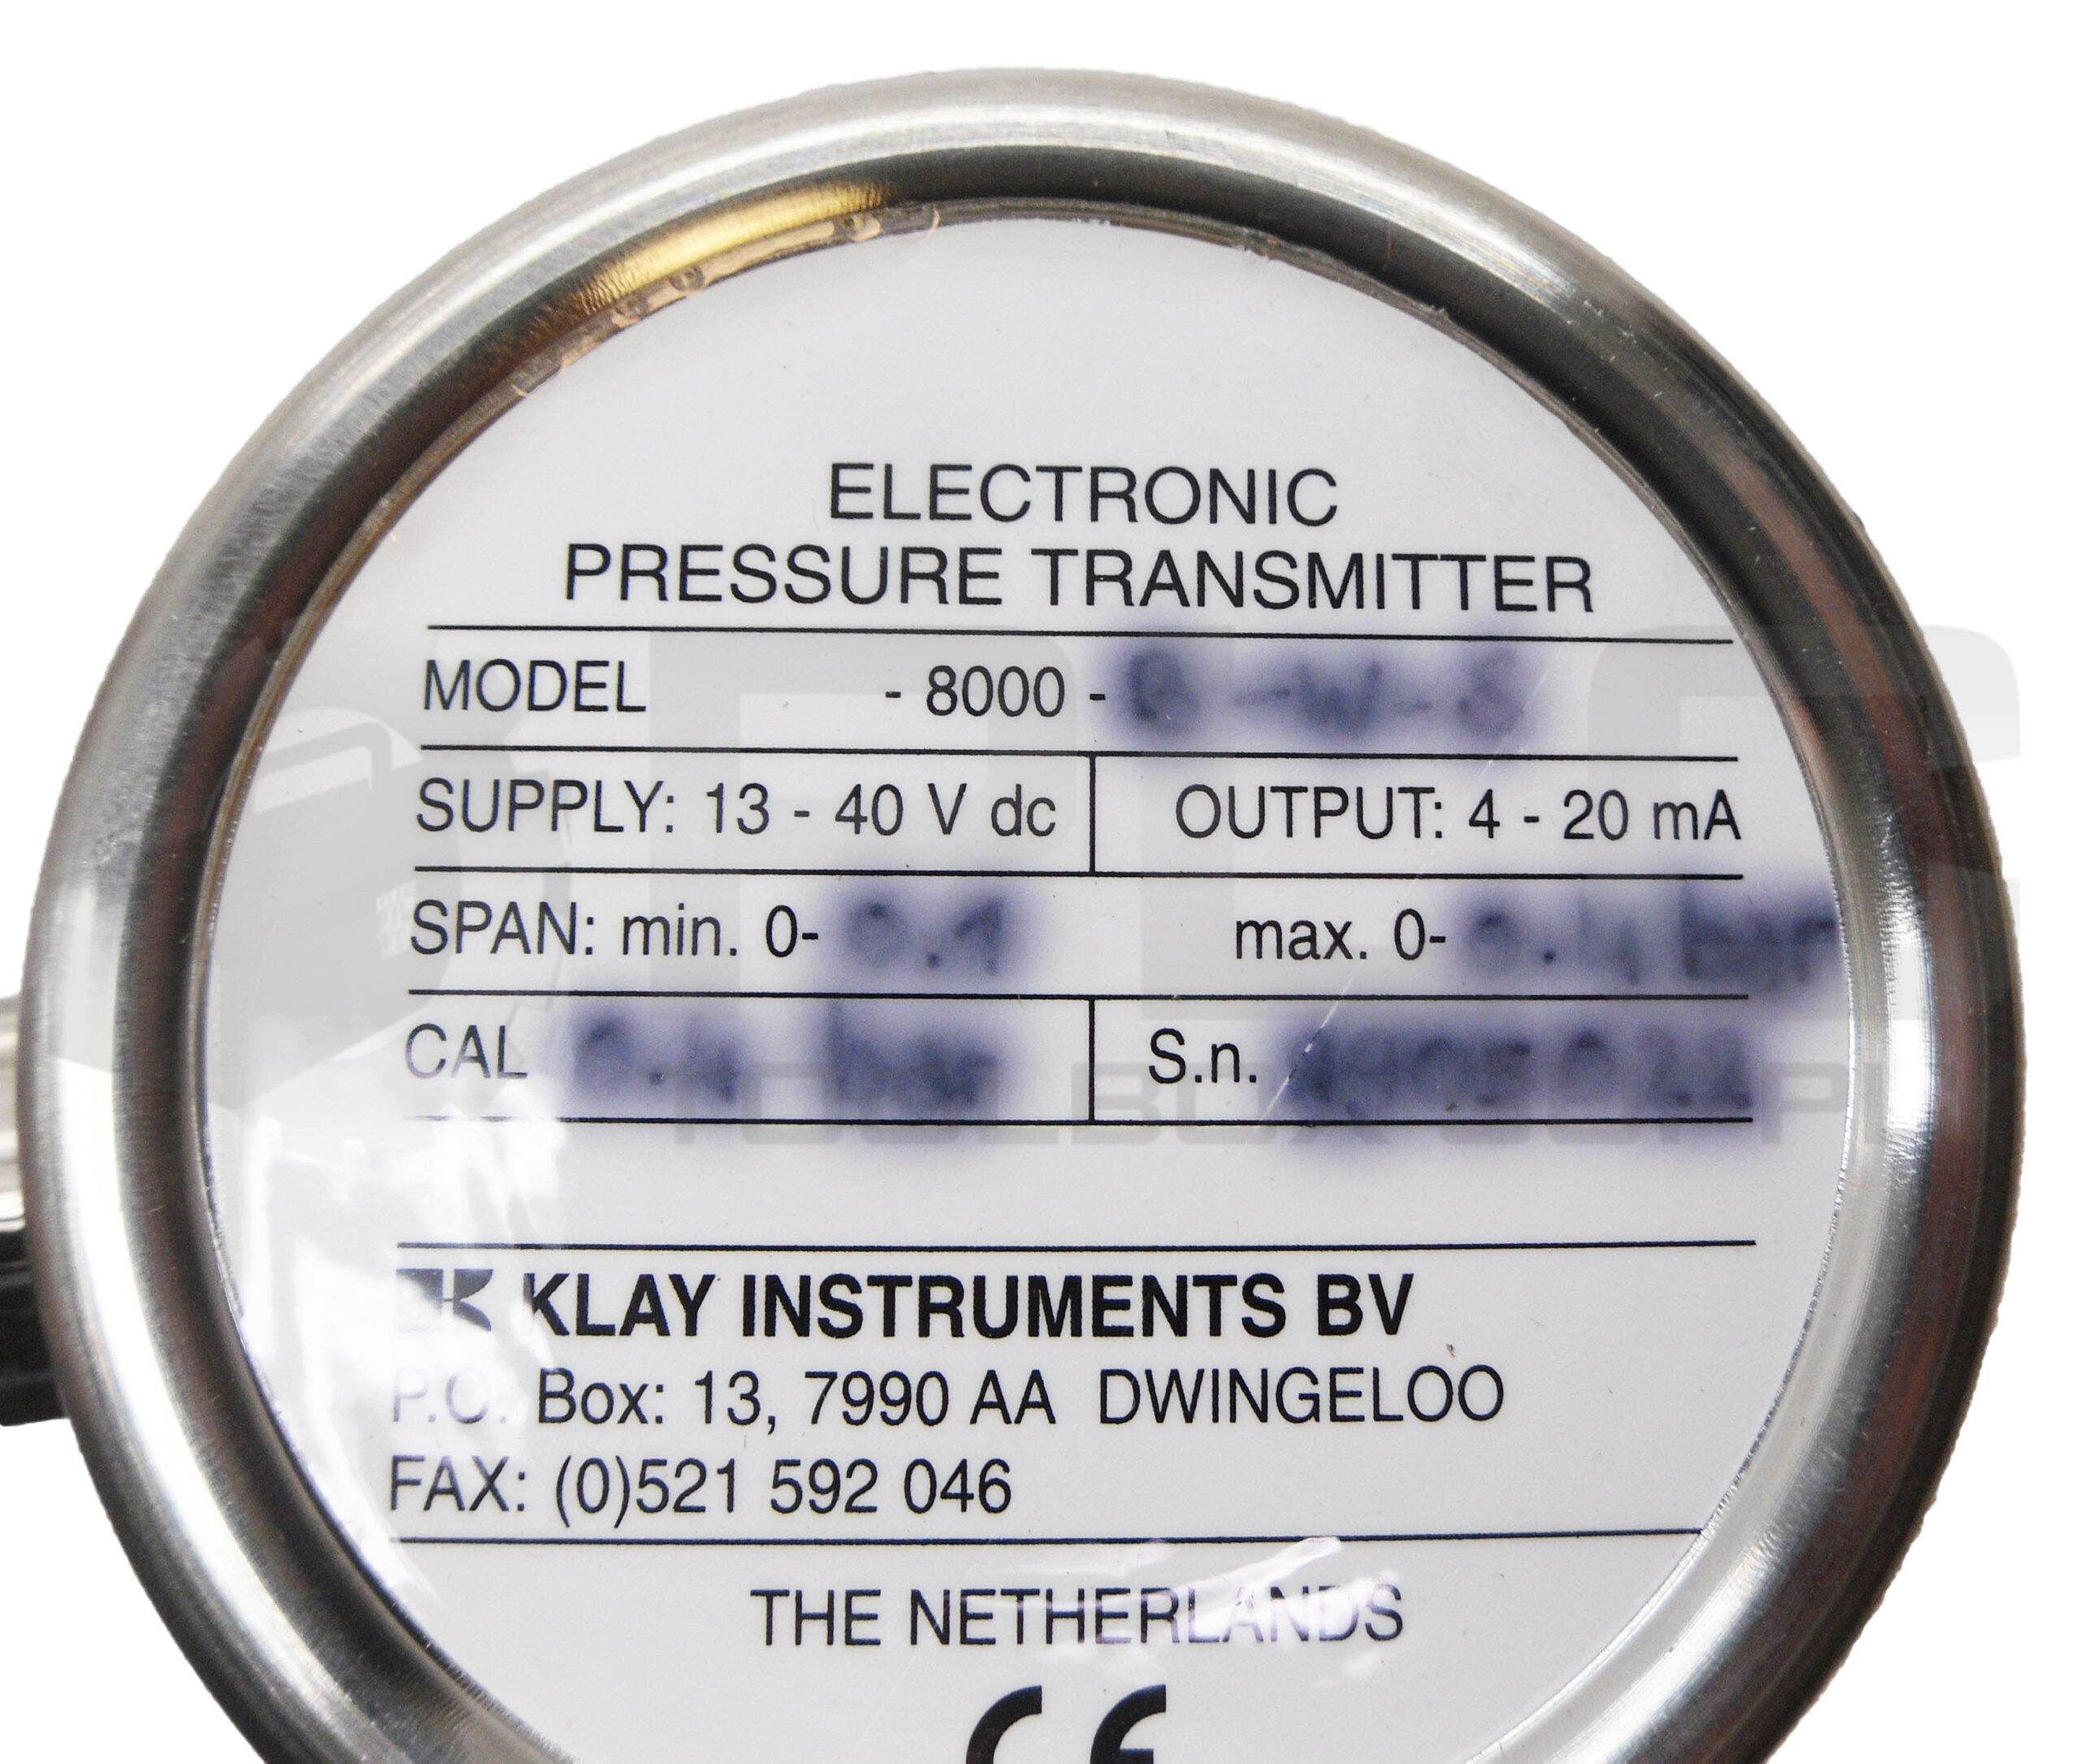 ELECTRONIC
PRESSURE TRANSMITTER
MODEL - 8000 -
SUPPLY: 13 - 40 V dc OUTPUT: 4 - 20 mA
SPAN: min. 0- max. 0-
CAL S.n.
KLAY INSTRUMENTS BV
P.O. Box: 13, 7990 AA DWINGELOO
FAX: (0)521 592 046
THE NETHERLANDS
CE